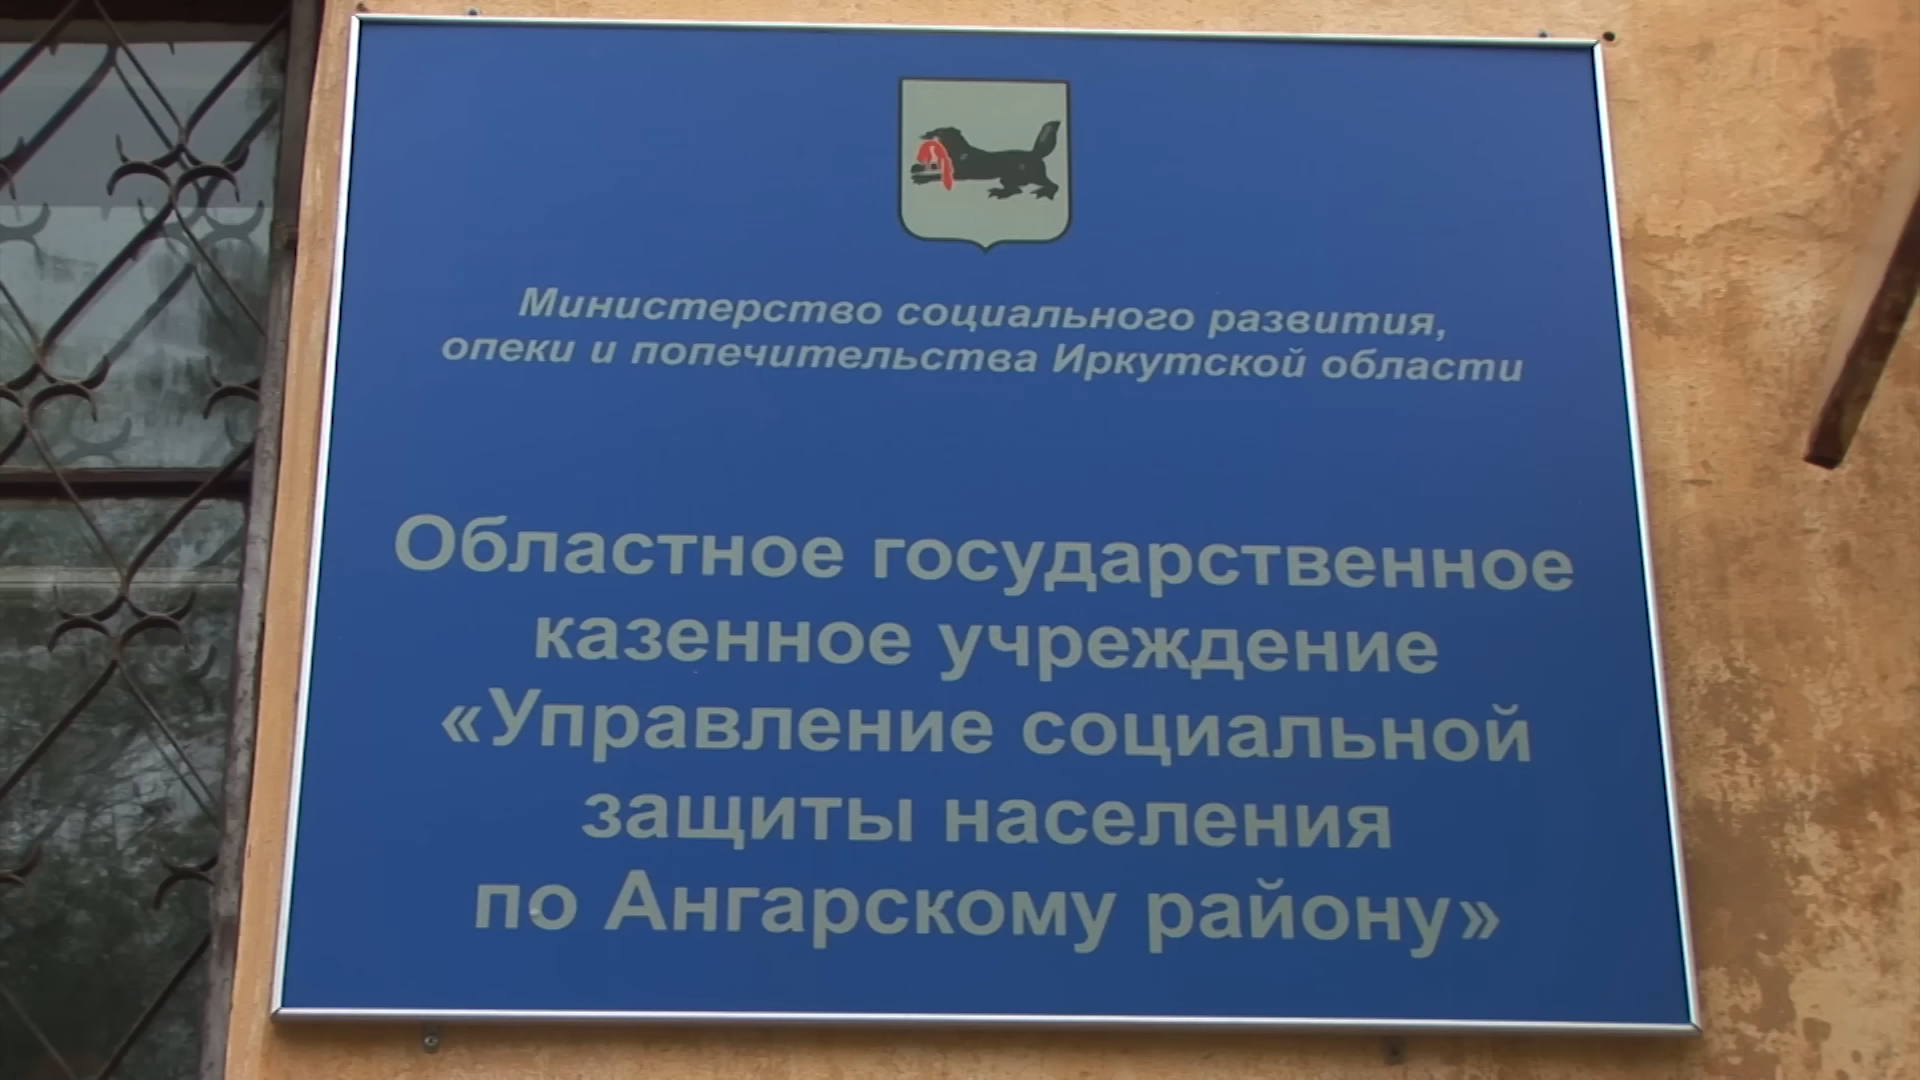 Министерство социального развития,
опеки и попечительства Иркутской области
Областное государственное
казенное учреждение
«Управление социальной
защиты населения
по Ангарскому району»